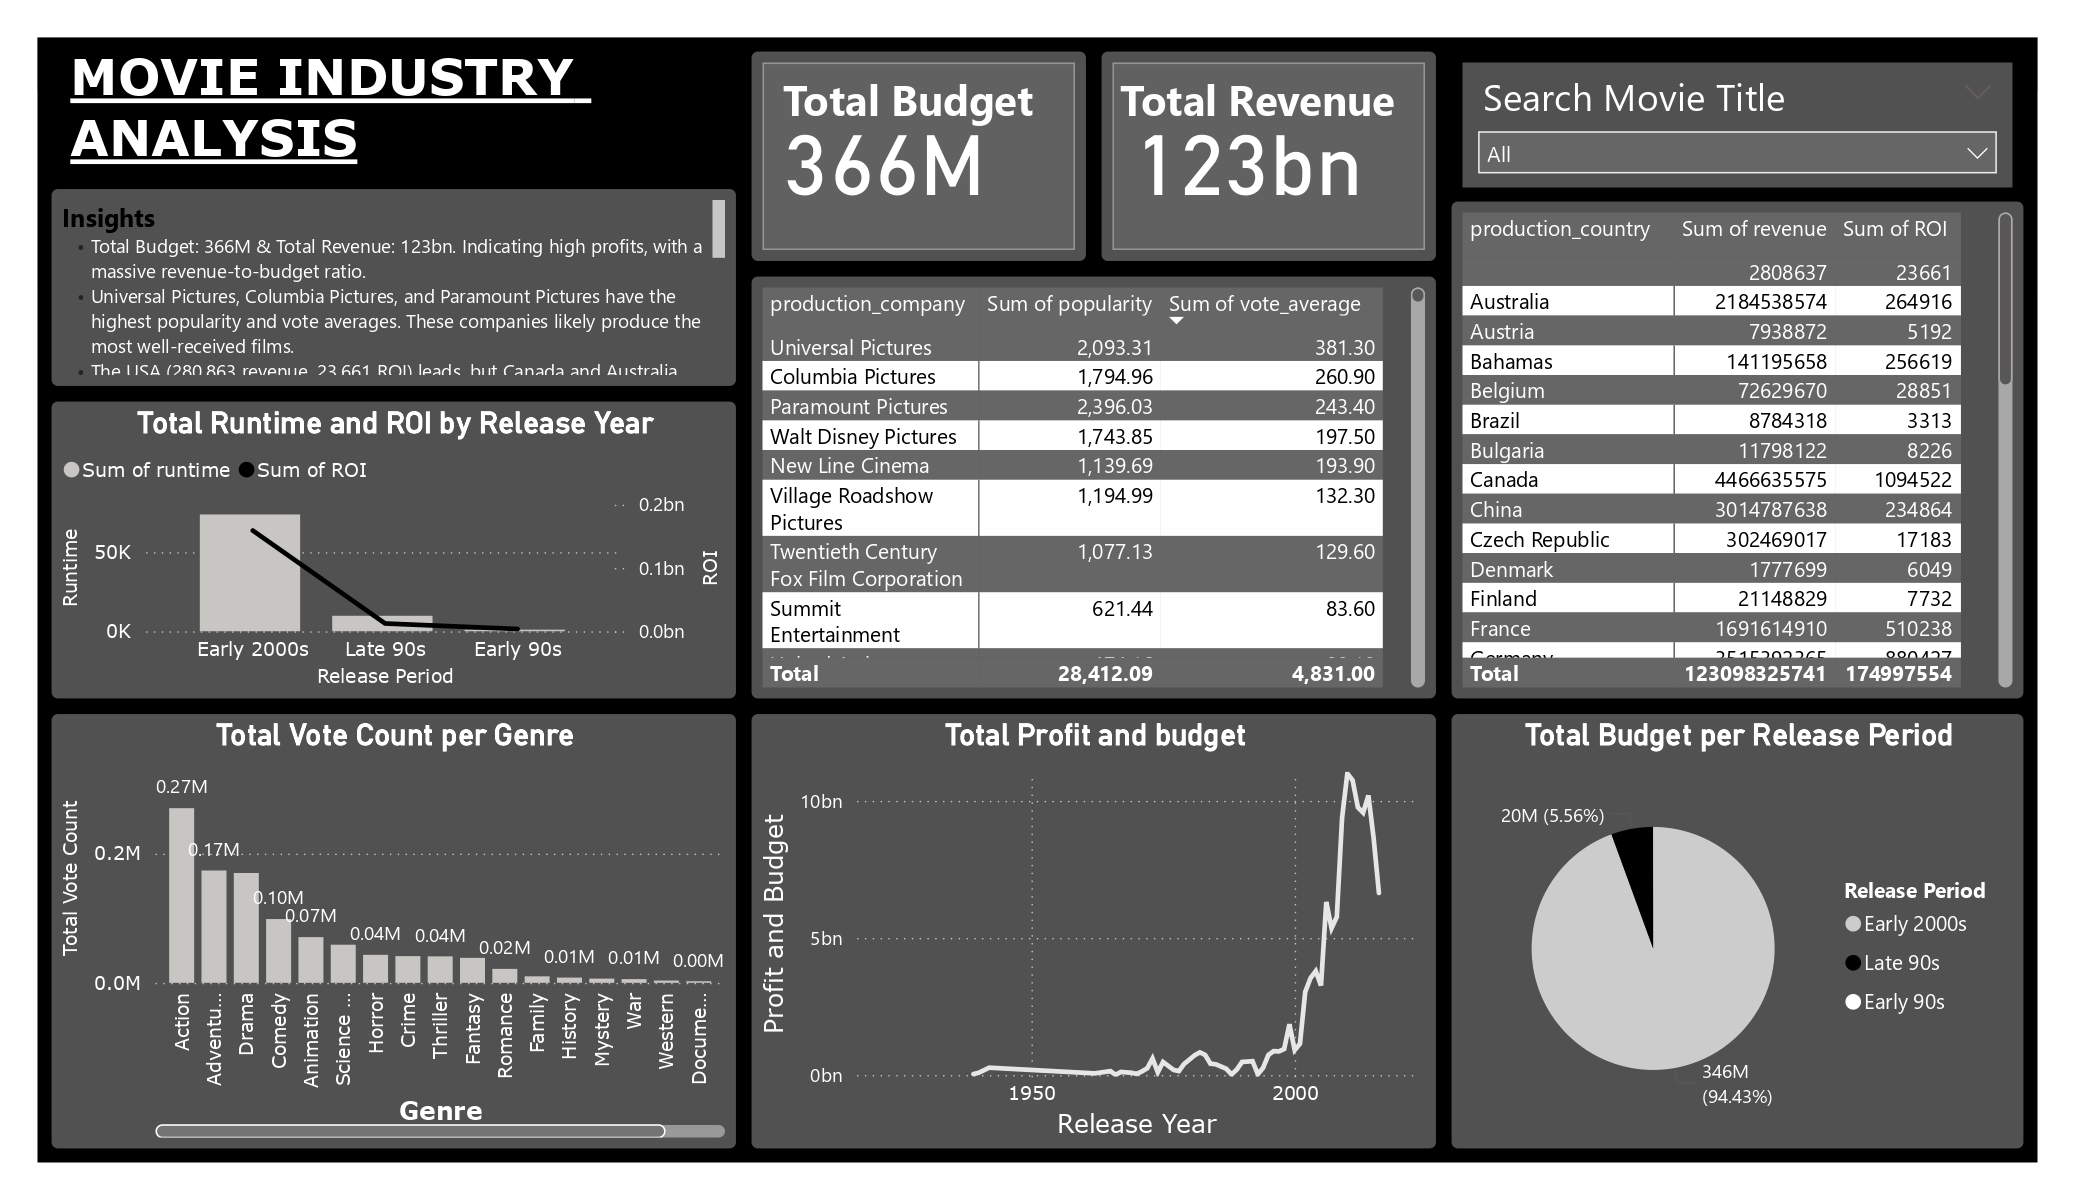 MOVIE INDUSTRY
ANALYSIS
Insights
• Total Budget: 366M & Total Revenue: 123bn. Indicating high profits, with a
massive revenue-to-budget ratio.
• Universal Pictures, Columbia Pictures, and Paramount Pictures have the
highest popularity and vote averages. These companies likely produce the
most well-received films.
• The USA (280,863 revenue, 23,661 ROI) leads, but Canada and Australia
Total Budget
366M
Total Revenue
123bn
Search Movie Title
All
Total Runtime and ROI by Release Year
Sum of runtime Sum of ROI
Runtime
50K
0K
0.2bn
0.1bn
0.0bn
ROI
Early 2000s Late 90s Early 90s
Release Period
production_company Sum of popularity Sum of vote_average
Universal Pictures 2,093.31 381.30
Columbia Pictures 1,794.96 260.90
Paramount Pictures 2,396.03 243.40
Walt Disney Pictures 1,743.85 197.50
New Line Cinema 1,139.69 193.90
Village Roadshow 1,194.99 132.30
Pictures
Twentieth Century 1,077.13 129.60
Fox Film Corporation
Summit 621.44 83.60
Entertainment
Total 28,412.09 4,831.00
production_country Sum of revenue Sum of ROI
2808637 23661
Australia 2184538574 264916
Austria 7938872 5192
Bahamas 141195658 256619
Belgium 72629670 28851
Brazil 8784318 3313
Bulgaria 11798122 8226
Canada 4466635575 1094522
China 3014787638 234864
Czech Republic 302469017 17183
Denmark 1777699 6049
Finland 21148829 7732
France 1691614910 510238
Germany 3515392365 880427
Total 123098325741 174997554
Total Vote Count per Genre
Total Vote Count
0.2M
0.0M
0.27M
0.17M
0.10M
0.07M
0.04M
0.04M
0.02M
0.01M
0.01M
0.00M
Action
Adventu...
Drama
Comedy
Animation
Science ...
Horror
Crime
Thriller
Fantasy
Romance
Family
History
Mystery
War
Western
Docume...
Genre
Total Profit and budget
Profit and Budget
10bn
5bn
0bn
1950 2000
Release Year
Total Budget per Release Period
20M (5.56%)
346M
(94.43%)
Release Period
Early 2000s
Late 90s
Early 90s